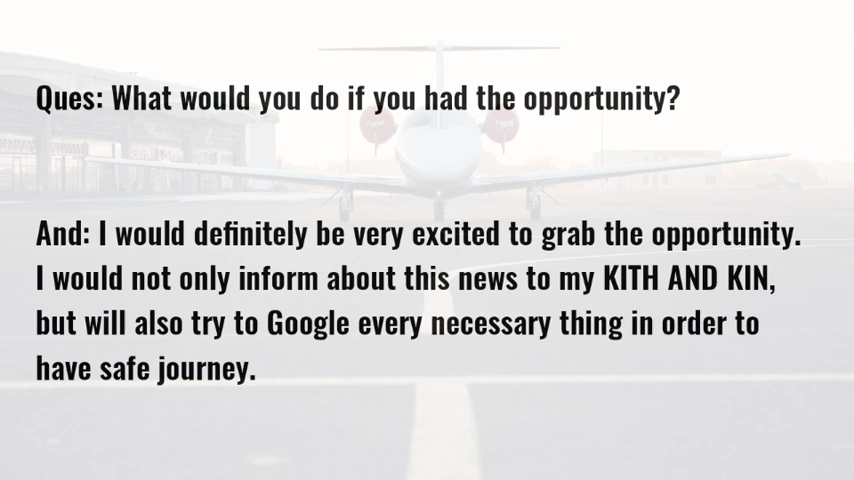 Ques: What would you do if you had the opportunity?
And: I would definitely be very excited to grab the opportunity.
I would not only inform about this news to my KITH AND KIN,
but will also try to Google every necessary thing in order to
have safe journey.